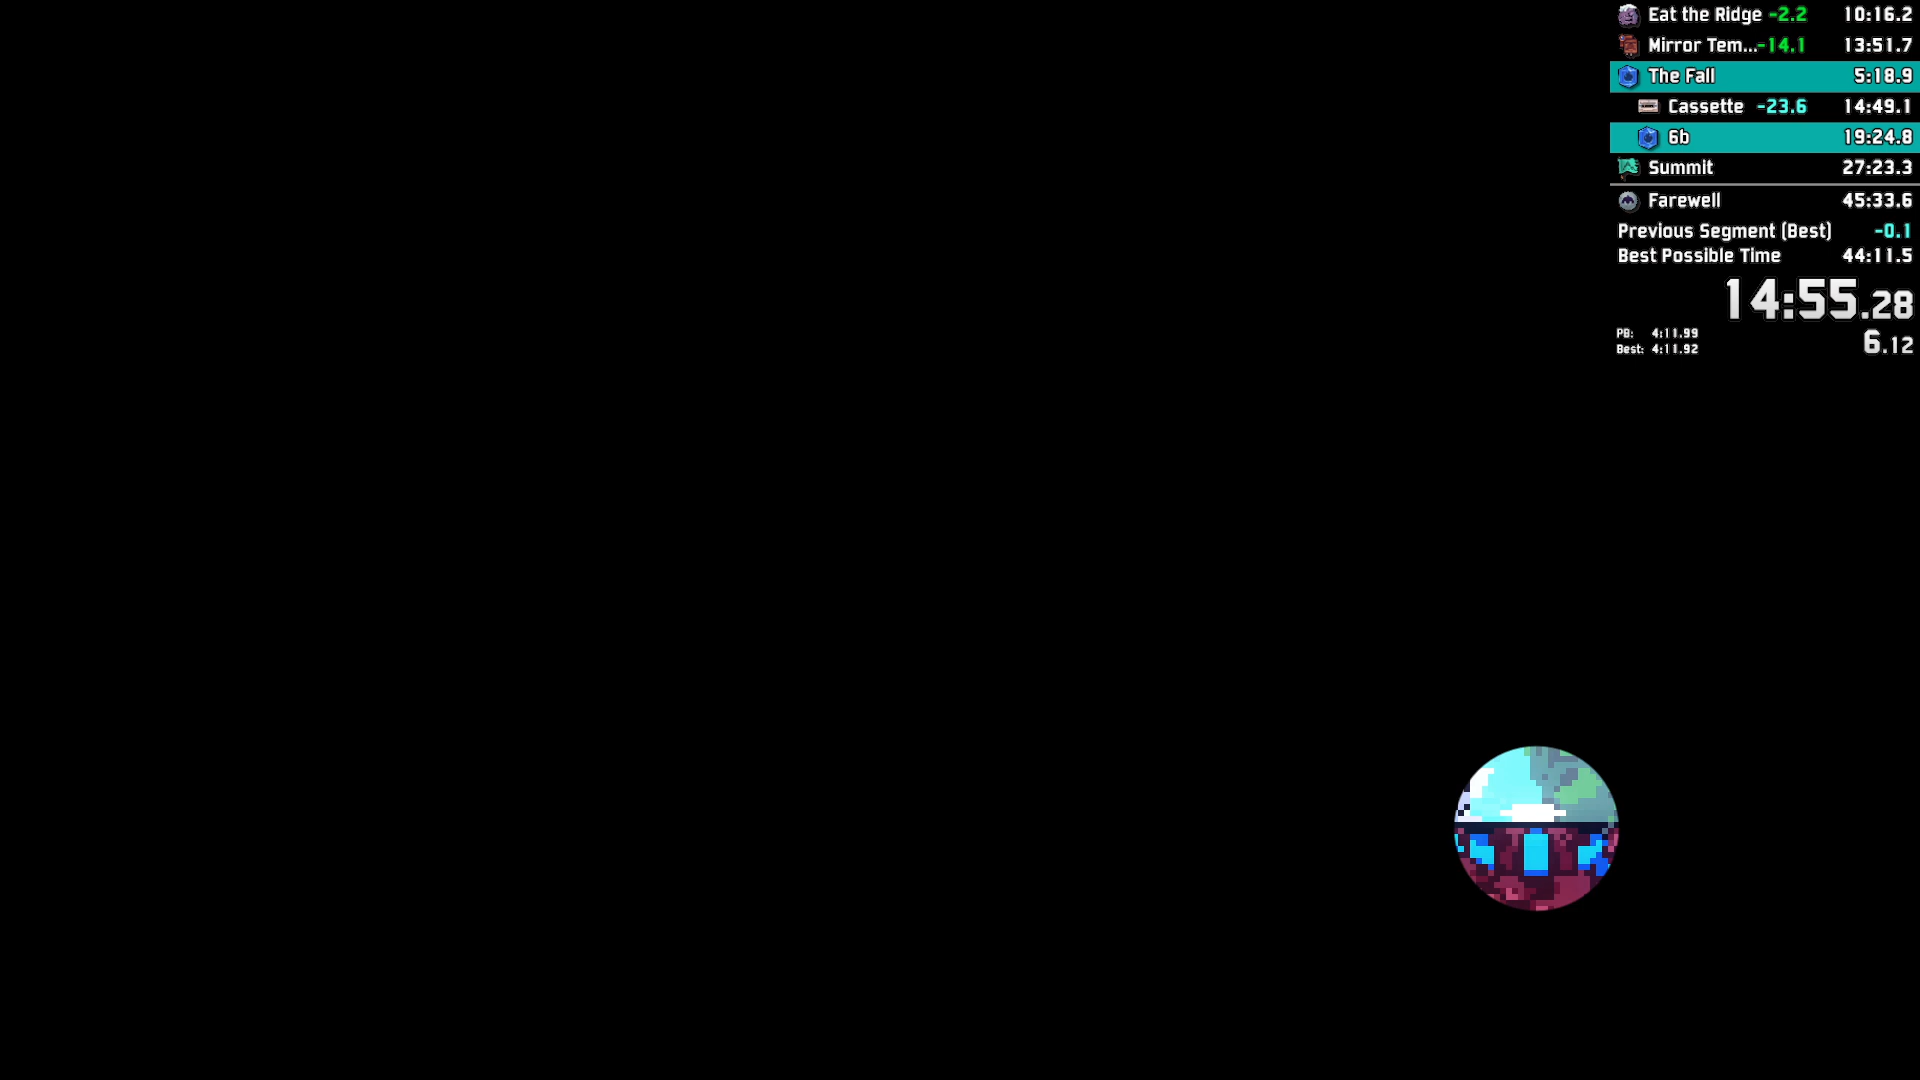 Eat the Ridge -2.2 10:16.2
Mirror Tem...-14.1 13:51.7
The Fall 5:18.9
Cassette -23.6 14:49.1
6b 19:24.8
Summit 27:23.3
Farewell 45:33.6
Previous Segment (Best) -0.1
Best Possible Time 44:11.5
14:55.28
PB: 4:11.99
Best: 4:11.92
6.12